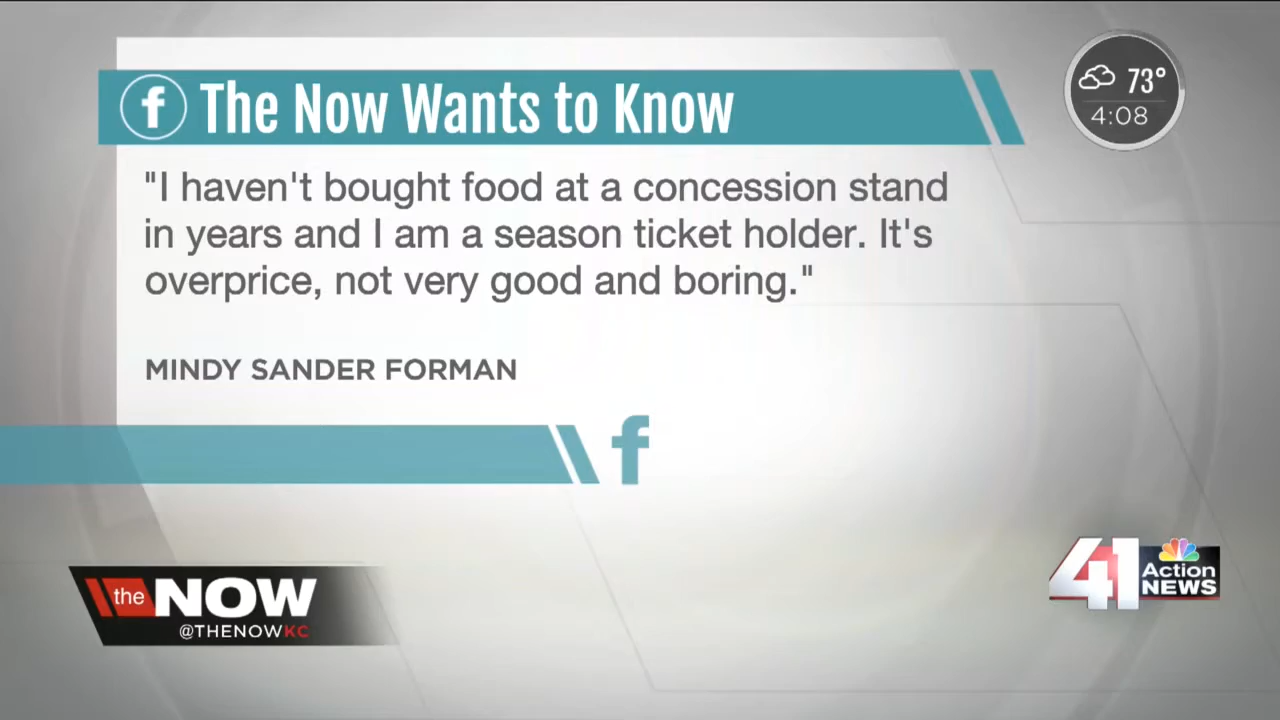 f The Now Wants to Know
73°
4:08
"I haven't bought food at a concession stand
in years and I am a season ticket holder. It's
overprice, not very good and boring."
MINDY SANDER FORMAN
f
the NOW
@THENOWKC
41 Action
NEWS